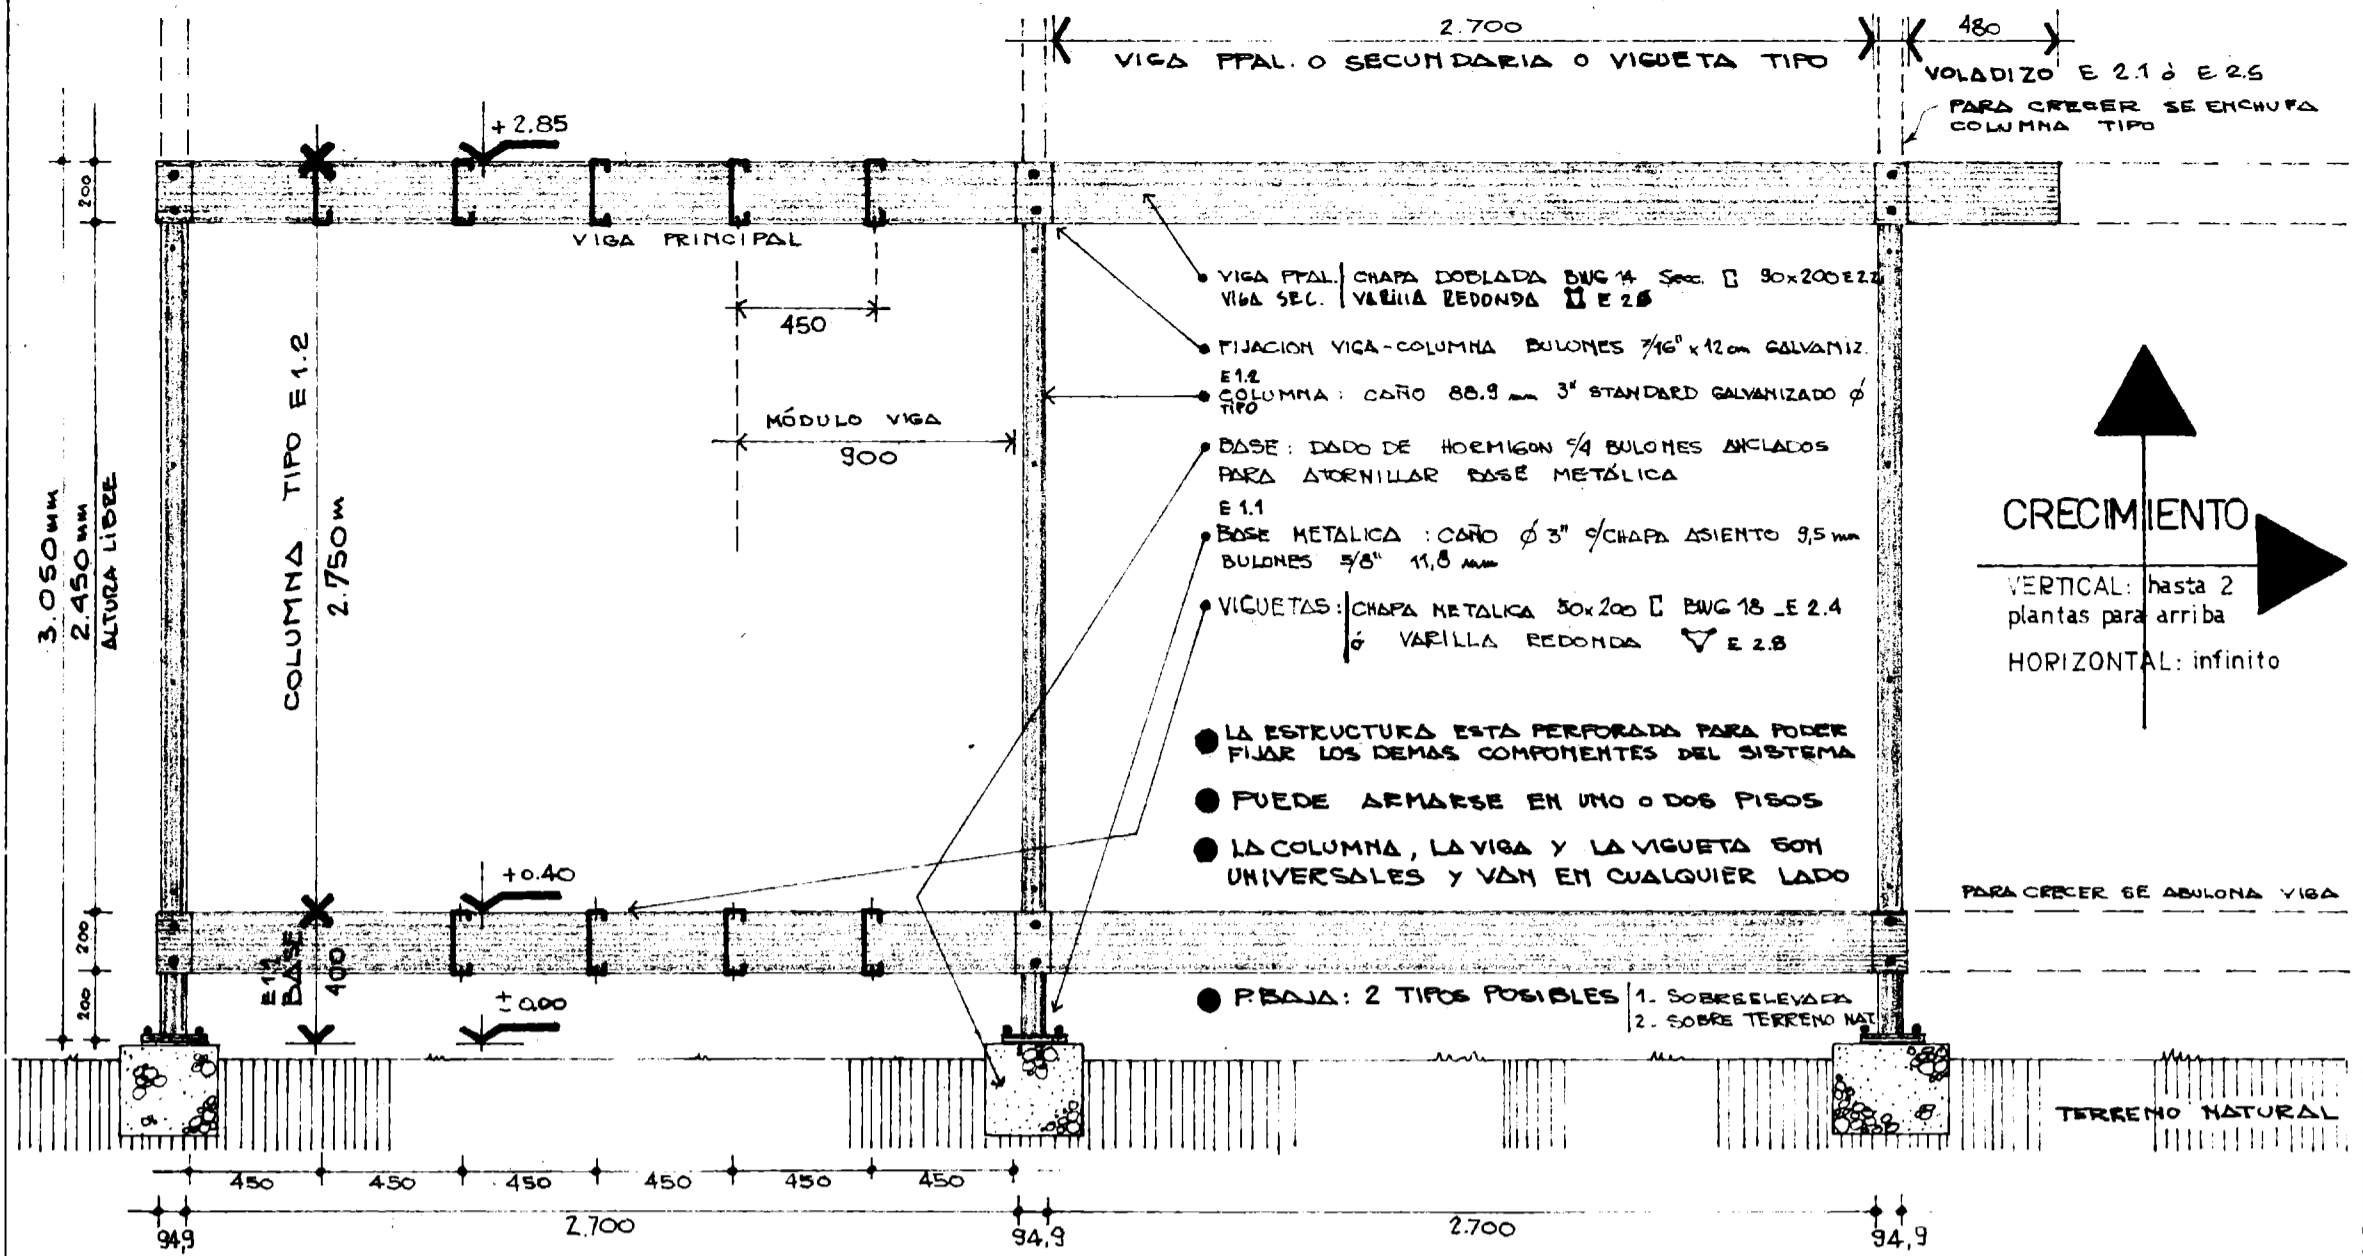 2.700
480
VIGA PPAL. O SECUNDARIA O VIGUETA TIPO
VOLADIZO E 2.1 ó E 2.5
PARA CRECER SE ENCHUFA
COLUMNA TIPO
+2.85
200
VIGA PRINCIPAL
450
MÓDULO VIGA
900
3.050mm
2.450mm
ALTURA LIBRE
COLUMNA TIPO E1.2
2.750m
VIGA PPAL. | CHAPA DOBLADA BWG 14 Secc. [ 90x200 E 2.2
VIGA SEC. | VARILLA REDONDA E 2.6
FIJACION VIGA-COLUMNA BULONES 7/16" x 12cm GALVANIZ.
E1.2
COLUMNA: CAÑO 88.9 mm 3" STANDARD GALVANIZADO ϕ
TIPO
BASE: DADO DE HORMIGON c/4 BULONES ANCLADOS
PARA ATORNILLAR BASE METÁLICA
E 1.1
BASE METALICA: CAÑO ϕ 3" c/CHAPA ASIENTO 9,5 mm
BULONES 5/8" 11,8 mm
VIGUETAS: | CHAPA METALICA 50x200 [ BWG 18 _ E 2.4
ó VARILLA REDONDA E 2.8
LA ESTRUCTURA ESTA PERFORADA PARA PODER
FIJAR LOS DEMAS COMPONENTES DEL SISTEMA
PUEDE ARMARSE EN UNO O DOS PISOS
LA COLUMNA, LA VIGA Y LA VIGUETA SON
UNIVERSALES Y VAN EN CUALQUIER LADO
CRECIMIENTO
VERTICAL: hasta 2
plantas para arriba
HORIZONTAL: infinito
+0.40
PARA CRECER SE ABULONA VIGA
200
200
E1.1
BASE
400
±0.00
P.BAJA: 2 TIPOS POSIBLES | 1. SOBREELEVADA
2. SOBRE TERRENO NAT
TERRENO NATURAL
450 450 450 450 450 450
2.700 2.700
94,9 94,9 94,9